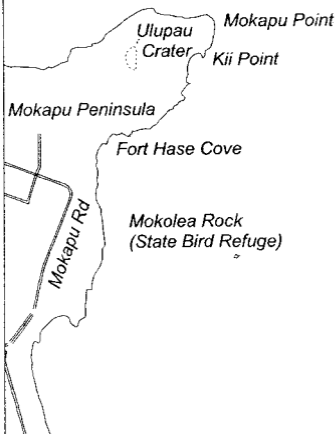 Mokapu Point
Ulupau
Crater
Kii Point
Mokapu Peninsula
Fort Hase Cove
Mokapu Rd
Mokolea Rock
(State Bird Refuge)